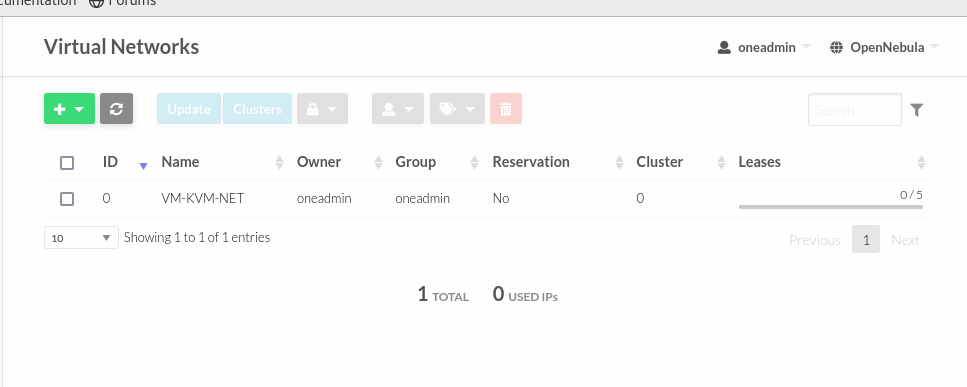 Forums
Virtual Networks
oneadmin
OpenNebula
Update
Clusters
Search
ID Name Owner Group Reservation Cluster Leases
0 VM-KVM-NET oneadmin oneadmin No 0 0 / 5
10 Showing 1 to 1 of 1 entries
Previous 1 Next
1 TOTAL 0 USED IPs